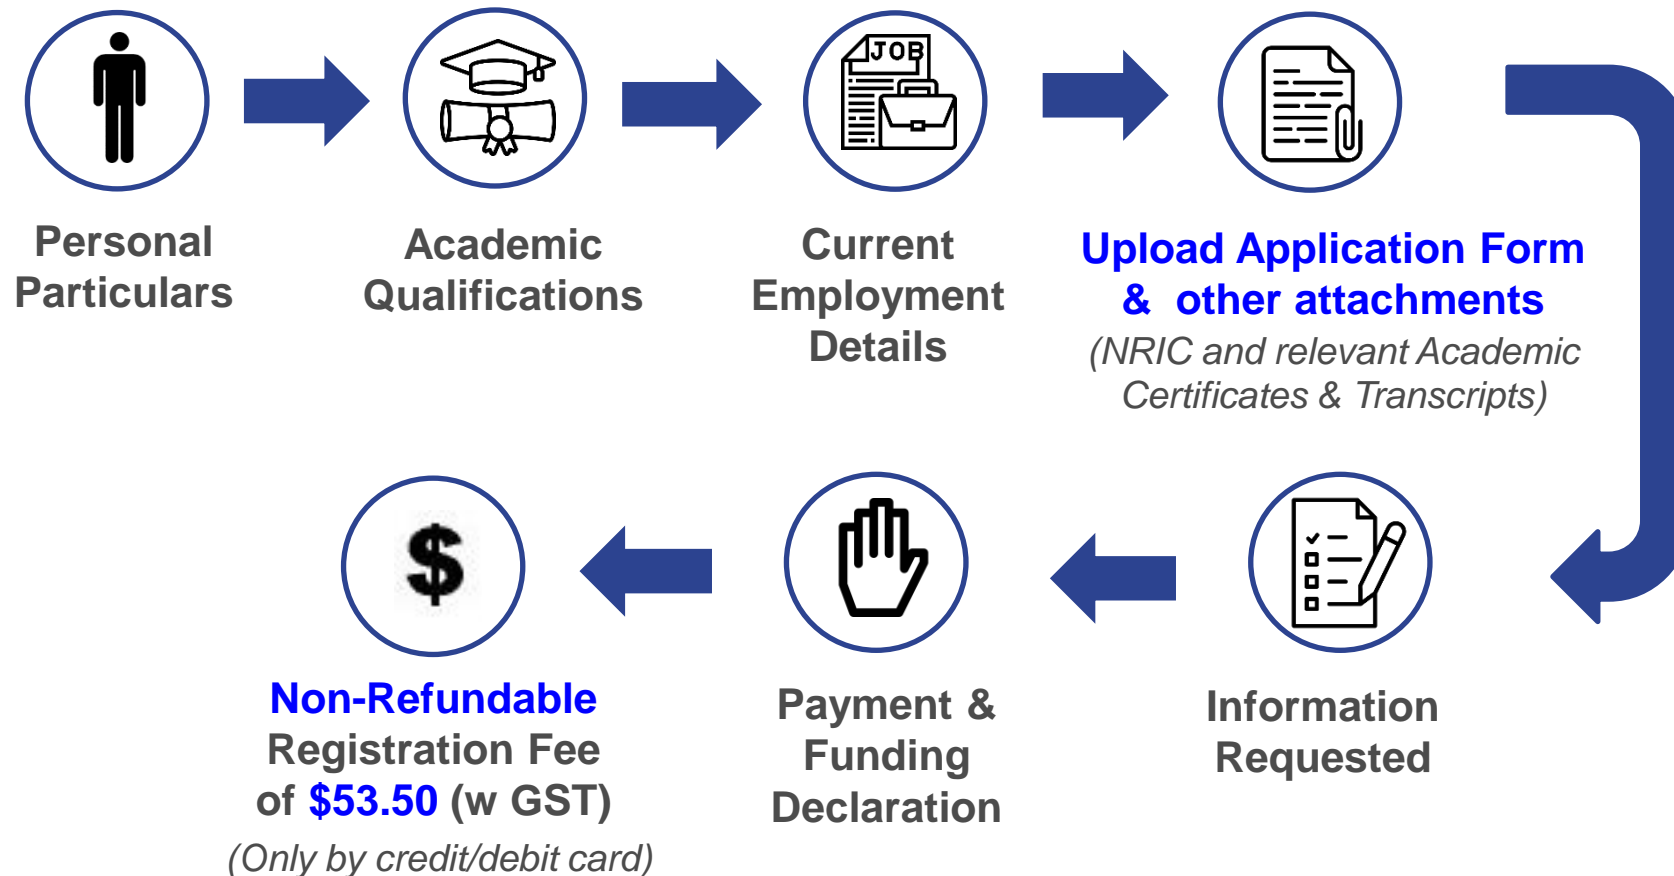 JOB
Personal
Particulars
Academic
Qualifications
Current
Employment
Details
Upload Application Form
& other attachments
(NRIC and relevant Academic
Certificates & Transcripts)
Information
Requested
Payment &
Funding
Declaration
$
Non-Refundable
Registration Fee
of $53.50 (w GST)
(Only by credit/debit card)